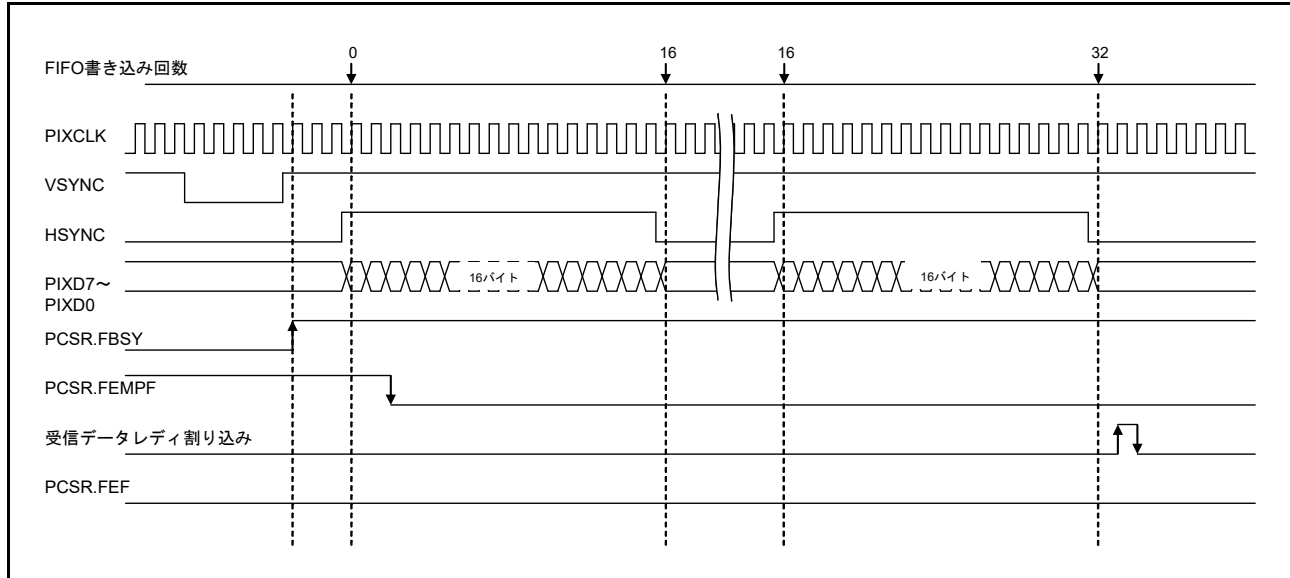 0 16 16 32
FIFO書き込み回数
PIXCLK
VSYNC
HSYNC
PIXD7～
PIXD0
16バイト 16バイト
PCSR.FBSY
PCSR.FEMPF
受信データレディ割り込み
PCSR.FEF